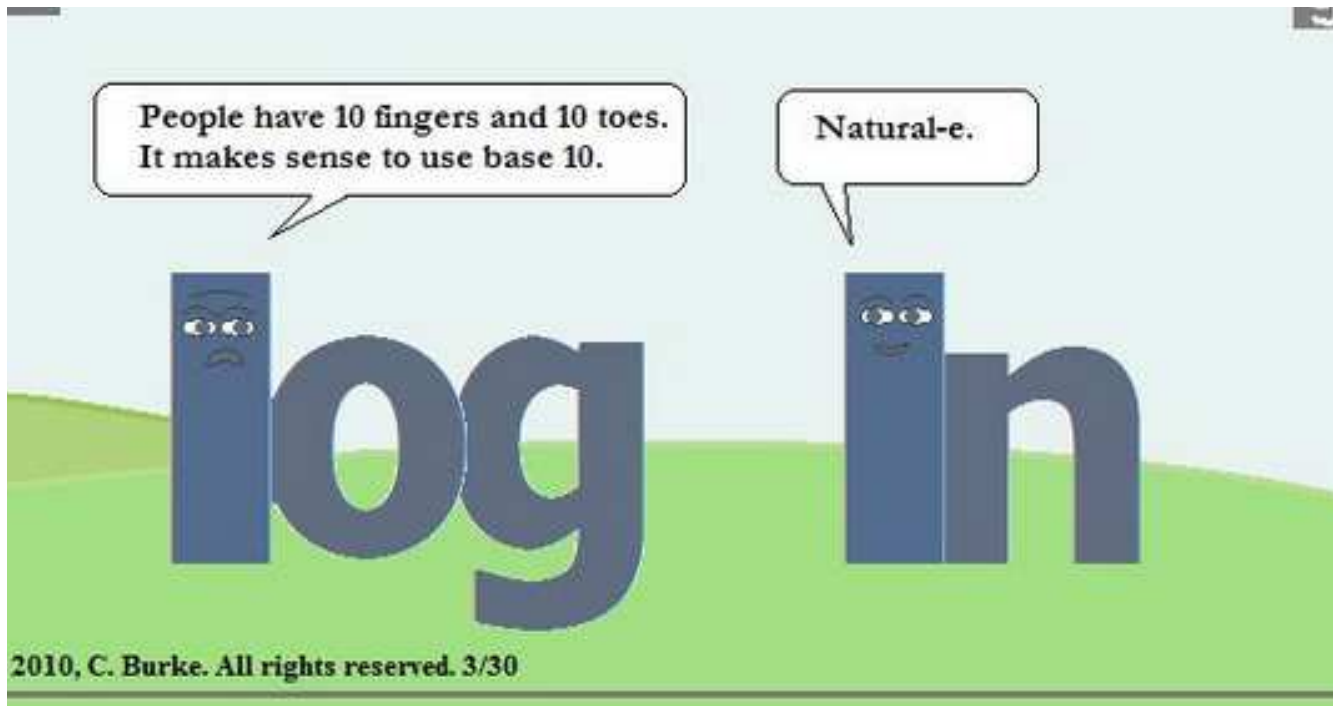 People have 10 fingers and 10 toes.
It makes sense to use base 10.
Natural-e.
log
ln
2010, C. Burke. All rights reserved. 3/30